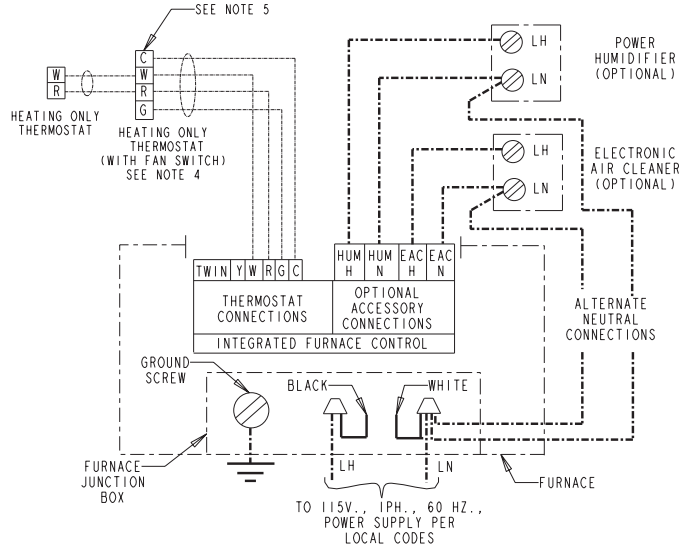 SEE NOTE 5
C
W
R
G
W
R
HEATING ONLY
THERMOSTAT
HEATING ONLY
THERMOSTAT
(WITH FAN SWITCH)
SEE NOTE 4
LH
LN
POWER
HUMIDIFIER
(OPTIONAL)
LH
LN
ELECTRONIC
AIR CLEANER
(OPTIONAL)
TWIN Y W R G C
HUM H
HUM N
EAC H
EAC N
THERMOSTAT
CONNECTIONS
OPTIONAL
ACCESSORY
CONNECTIONS
INTEGRATED FURNACE CONTROL
ALTERNATE
NEUTRAL
CONNECTIONS
GROUND
SCREW
BLACK
WHITE
FURNACE
JUNCTION
BOX
LH
LN
FURNACE
TO 115V., 1PH., 60 HZ.,
POWER SUPPLY PER
LOCAL CODES